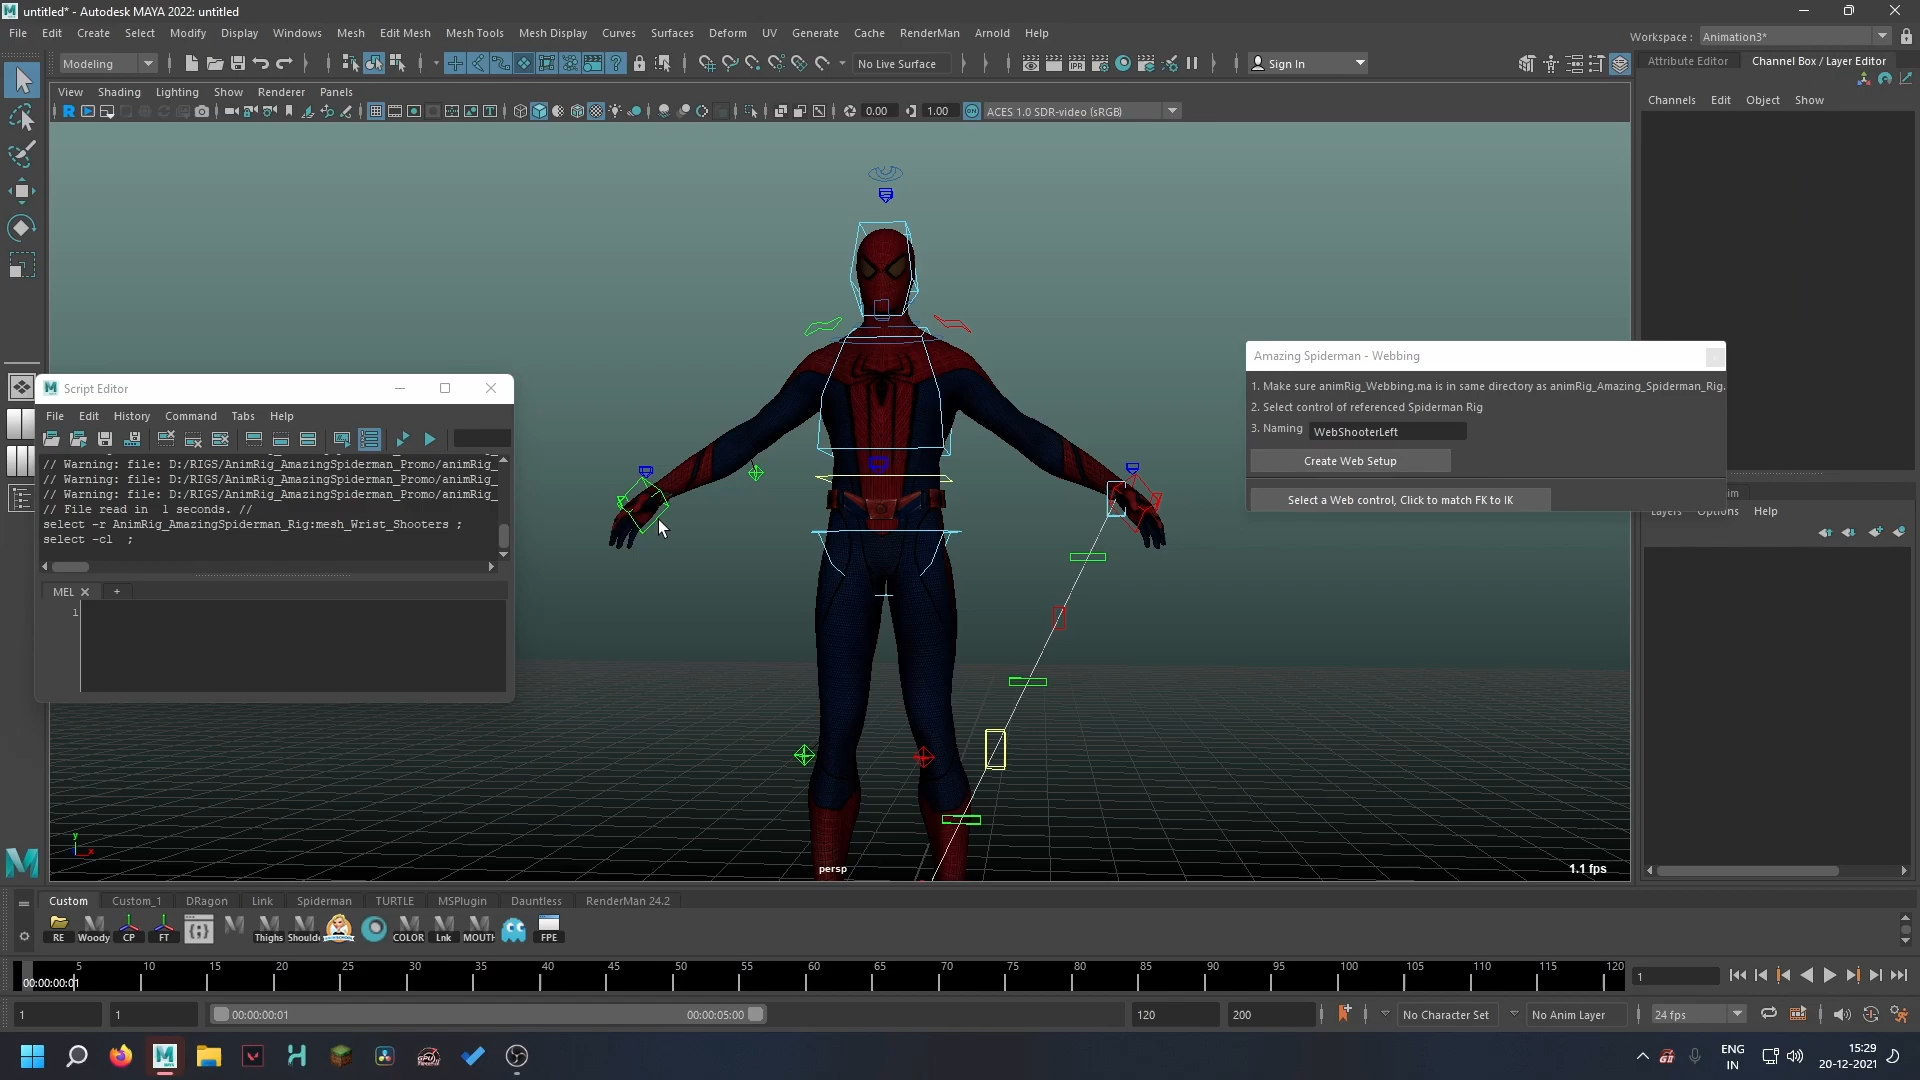 untitled* - Autodesk MAYA 2022: untitled
File Edit Create Select Modify Display Windows Mesh Edit Mesh Mesh Tools Mesh Display Curves Surfaces Deform UV Generate Cache RenderMan Arnold Help
Workspace : Animation3*
Modeling
No Live Surface
Sign In
Attribute Editor Channel Box / Layer Editor
View Shading Lighting Show Renderer Panels
Channels Edit Object Show
0.00 1.00 ON ACES 1.0 SDR-video (sRGB)
Amazing Spiderman - Webbing
1. Make sure animRig_Webbing.ma is in same directory as animRig_Amazing_Spiderman_Rig.
2. Select control of referenced Spiderman Rig
3. Naming WebShooterLeft
Create Web Setup
Select a Web control, Click to match FK to IK
Layers Options Help
Script Editor
File Edit History Command Tabs Help
// Warning: file: D:/RIGS/AnimRig_AmazingSpiderman_Promo/animRig_
// Warning: file: D:/RIGS/AnimRig_AmazingSpiderman_Promo/animRig_
// Warning: file: D:/RIGS/AnimRig_AmazingSpiderman_Promo/animRig_
// File read in  1 seconds. //
select -r AnimRig_AmazingSpiderman_Rig:mesh_Wrist_Shooters ;
select -cl  ;
MEL +
1
y
x
persp
1.1 fps
Custom Custom_1 DRagon Link Spiderman TURTLE MSPlugin Dauntless RenderMan 24.2
RE Woody CP FT Thighs Should COLOR Lnk MOUTH FPE
5 10 15 20 25 30 35 40 45 50 55 60 65 70 75 80 85 90 95 100 105 110 115 120
00:00:00:01
1
1 1 00:00:00:01 00:00:05:00 120 200 No Character Set No Anim Layer 24 fps
ENG
IN
15:29
20-12-2021